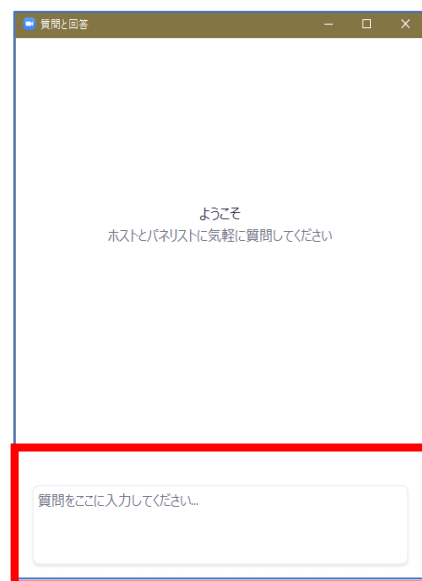 質問と回答
ようこそ
ホストとパネリストに気軽に質問してください
質問をここに入力してください...